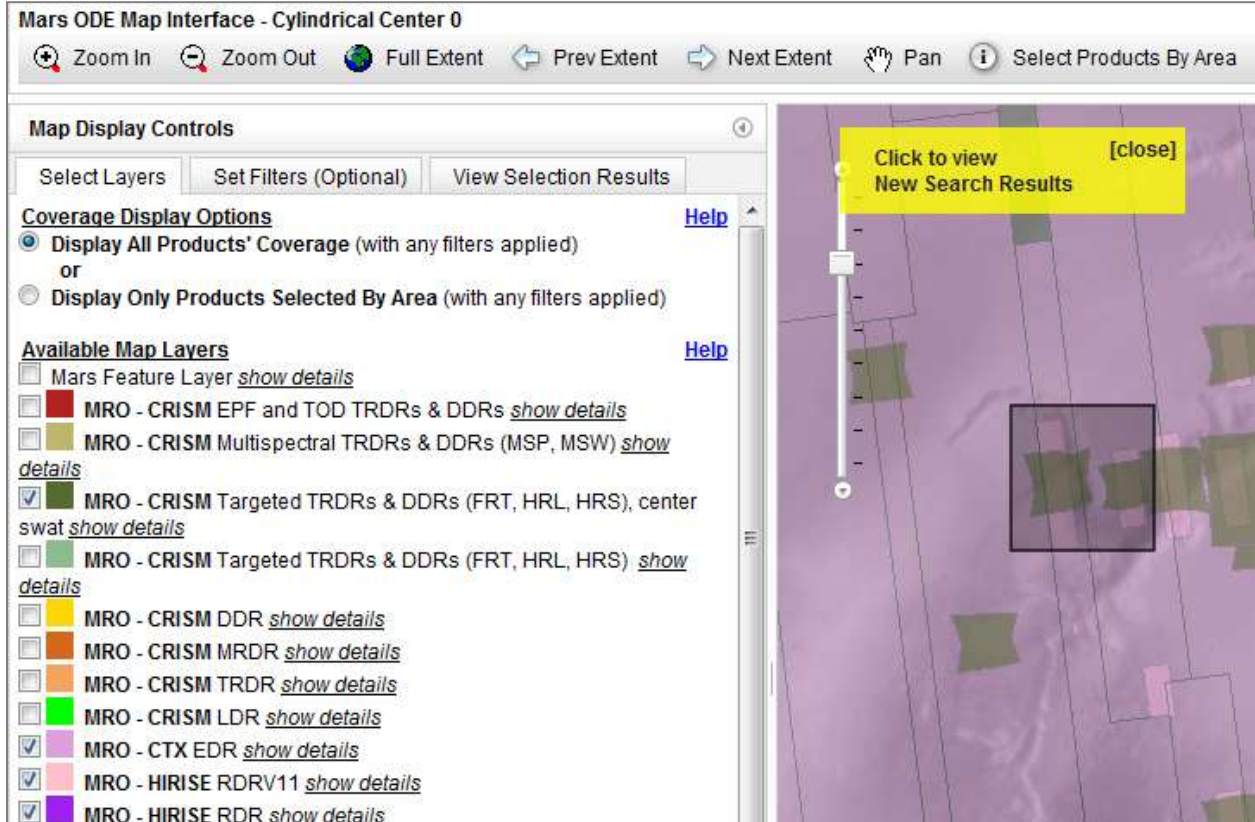 Mars ODE Map Interface - Cylindrical Center 0
Zoom In Zoom Out Full Extent Prev Extent Next Extent Pan Select Products By Area
Map Display Controls
Select Layers Set Filters (Optional) View Selection Results
Coverage Display Options Help
Display All Products' Coverage (with any filters applied)
or
Display Only Products Selected By Area (with any filters applied)
Available Map Layers Help
Mars Feature Layer show details
MRO - CRISM EPF and TOD TRDRs & DDRs show details
MRO - CRISM Multispectral TRDRs & DDRs (MSP, MSW) show
details
MRO - CRISM Targeted TRDRs & DDRs (FRT, HRL, HRS), center
swat show details
MRO - CRISM Targeted TRDRs & DDRs (FRT, HRL, HRS) show
details
MRO - CRISM DDR show details
MRO - CRISM MRDR show details
MRO - CRISM TRDR show details
MRO - CRISM LDR show details
MRO - CTX EDR show details
MRO - HIRISE RDRV11 show details
MRO - HIRISE RDR show details
Click to view [close]
New Search Results